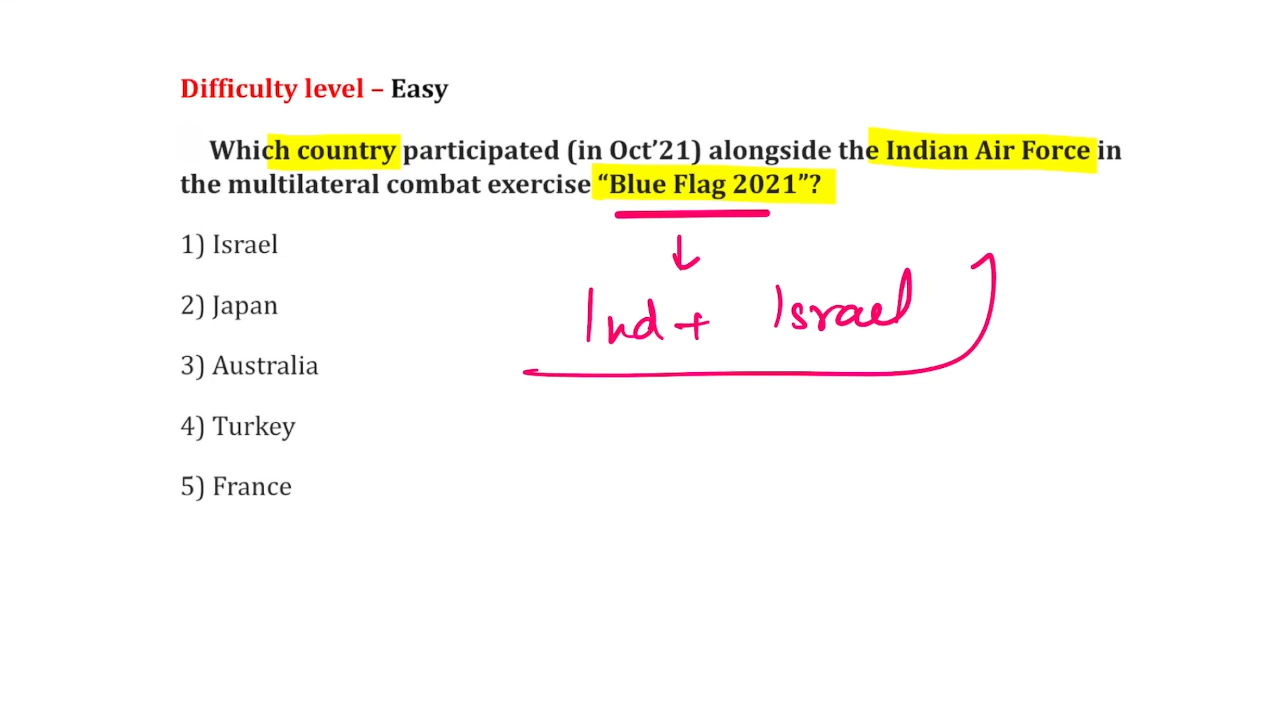 Difficulty level – Easy
Which country participated (in Oct’21) alongside the Indian Air Force in
the multilateral combat exercise “Blue Flag 2021”?
1) Israel
2) Japan
3) Australia
4) Turkey
5) France
Ind + Israel